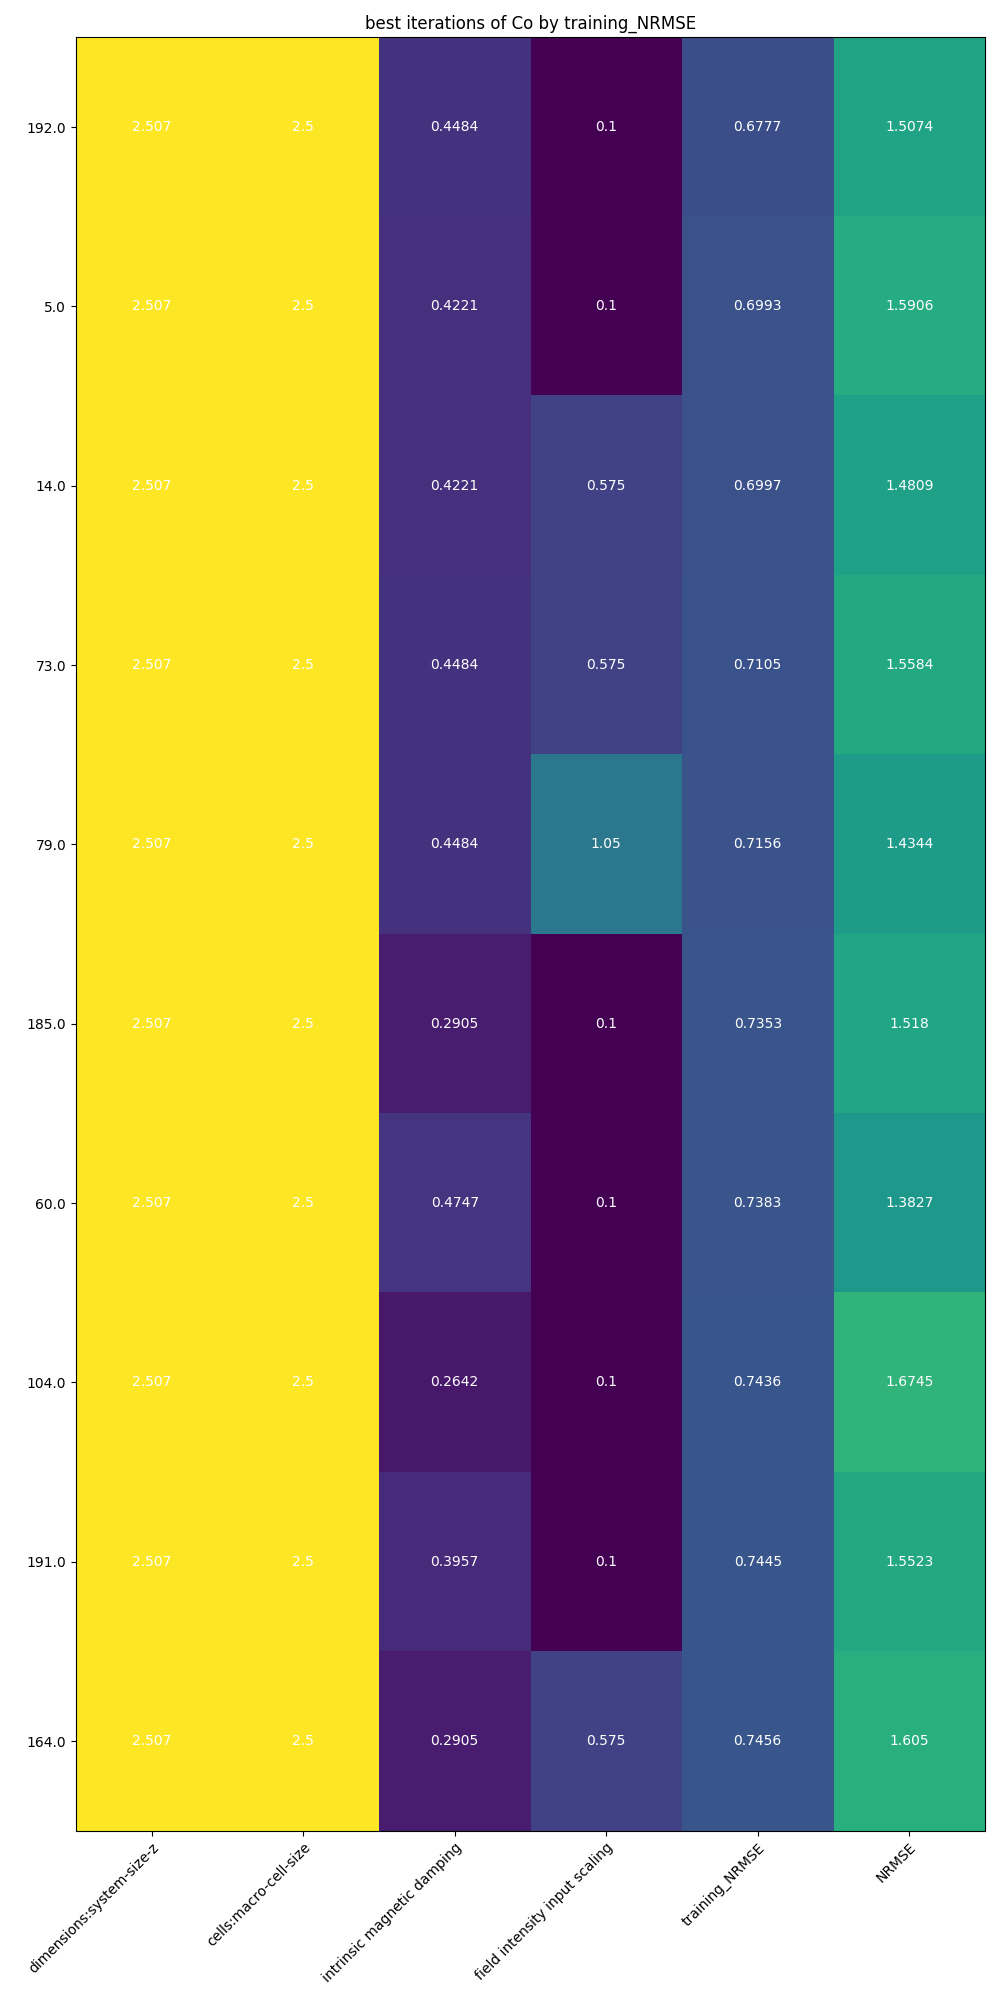 best iterations of Co by training_NRMSE
192.0 2.507 2.5 0.4484 0.1 0.6777 1.5074
5.0 2.507 2.5 0.4221 0.1 0.6993 1.5906
14.0 2.507 2.5 0.4221 0.575 0.6997 1.4809
73.0 2.507 2.5 0.4484 0.575 0.7105 1.5584
79.0 2.507 2.5 0.4484 1.05 0.7156 1.4344
185.0 2.507 2.5 0.2905 0.1 0.7353 1.518
60.0 2.507 2.5 0.4747 0.1 0.7383 1.3827
104.0 2.507 2.5 0.2642 0.1 0.7436 1.6745
191.0 2.507 2.5 0.3957 0.1 0.7445 1.5523
164.0 2.507 2.5 0.2905 0.575 0.7456 1.605
dimensions:system-size-z
cells:macro-cell-size
intrinsic magnetic damping
field intensity input scaling
training_NRMSE
NRMSE